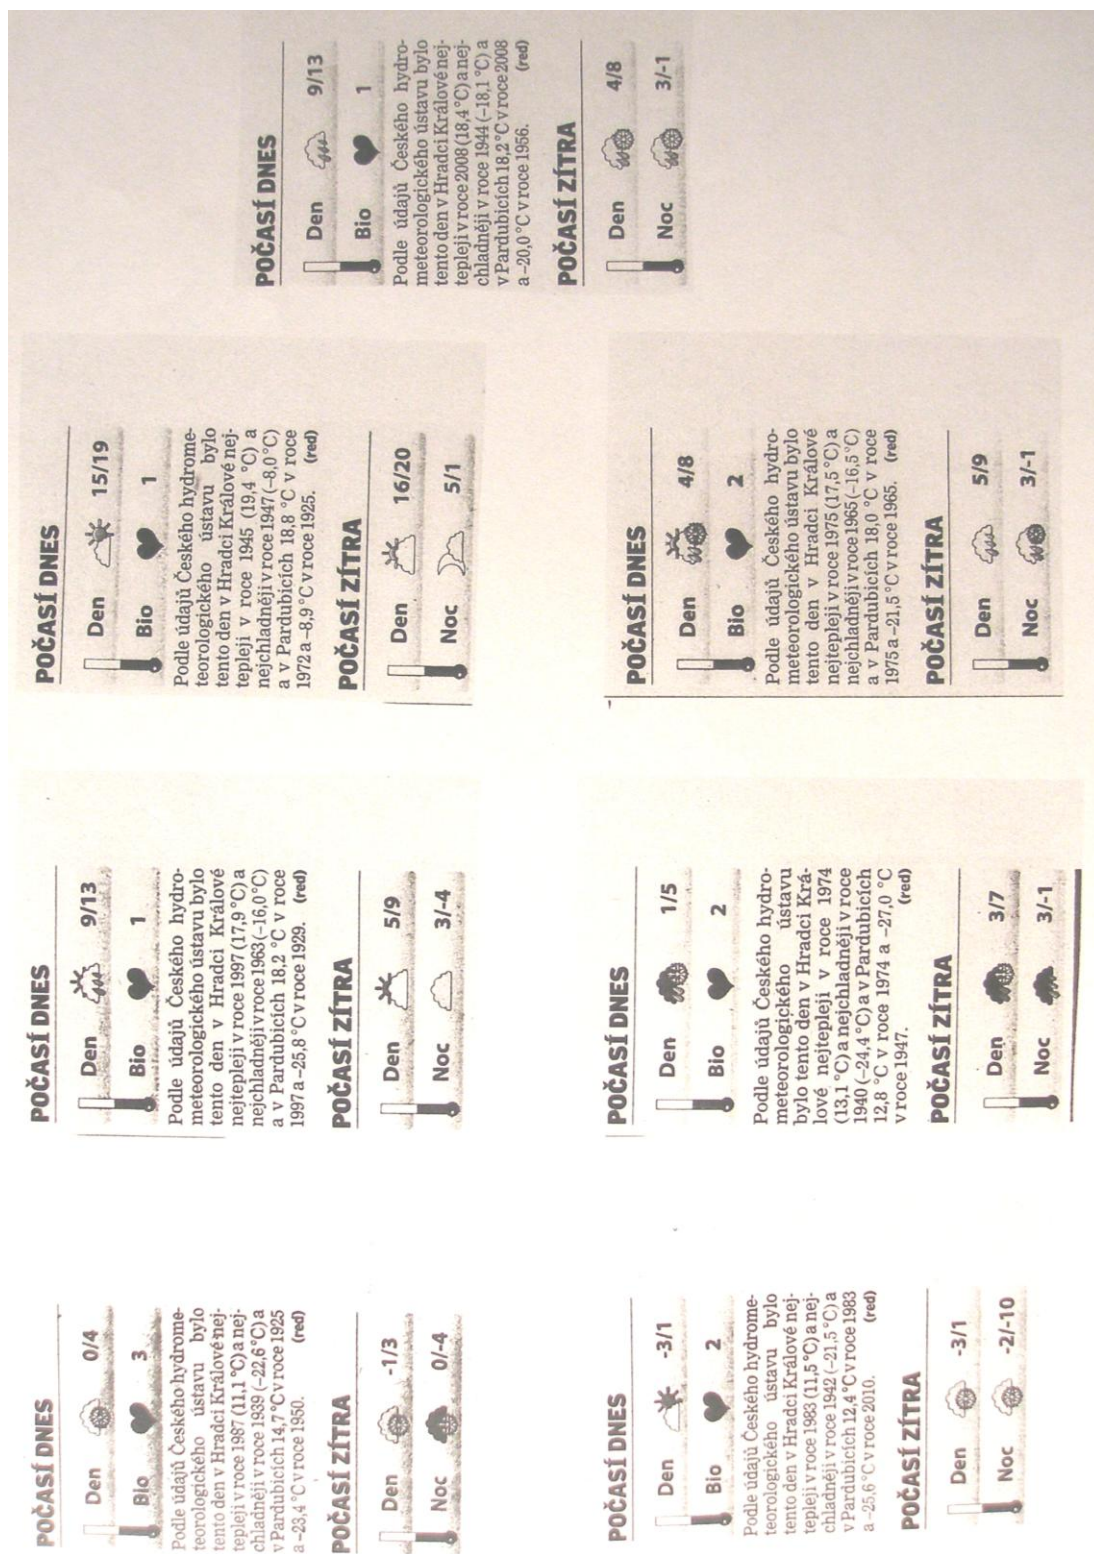 POČASÍ DNES
Den 0/4
Bio 3
Podle údajů Českého hydrome-
teorologického ústavu bylo
tento den v Hradci Králové nej-
tepleji v roce 1987 (11,1 °C) a nej-
chladněji v roce 1939 (–22,6 °C) a
v Pardubicích 14,7 °C v roce 1925
a –23,4 °C v roce 1950. (red)
POČASÍ ZÍTRA
Den -1/3
Noc 0/-4
POČASÍ DNES
Den 9/13
Bio 1
Podle údajů Českého hydro-
meteorologického ústavu bylo
tento den v Hradci Králové
nejtepleji v roce 1997 (17,9 °C) a
nejchladněji v roce 1963 (–16,0 °C)
a v Pardubicích 18,2 °C v roce
1997 a –25,8 °C v roce 1929. (red)
POČASÍ ZÍTRA
Den 5/9
Noc 3/-4
POČASÍ DNES
Den 15/19
Bio 1
Podle údajů Českého hydrome-
teorologického ústavu bylo
tento den v Hradci Králové nej-
tepleji v roce 1945 (19,4 °C) a
nejchladněji v roce 1947 (–8,0 °C)
a v Pardubicích 18,8 °C v roce
1972 a –8,9 °C v roce 1925. (red)
POČASÍ ZÍTRA
Den 16/20
Noc 5/1
POČASÍ DNES
Den 9/13
Bio 1
Podle údajů Českého hydro-
meteorologického ústavu bylo
tento den v Hradci Králové nej-
tepleji v roce 2008 (18,4 °C) a nej-
chladněji v roce 1944 (–18,1 °C) a
v Pardubicích 18,2 °C v roce 2008
a –20,0 °C v roce 1956. (red)
POČASÍ ZÍTRA
Den 4/8
Noc 3/-1
POČASÍ DNES
Den -3/1
Bio 2
Podle údajů Českého hydrome-
teorologického ústavu bylo
tento den v Hradci Králové nej-
tepleji v roce 1983 (11,5 °C) a nej-
chladněji v roce 1942 (–21,5 °C) a
v Pardubicích 12,4 °C v roce 1983
a –25,6 °C v roce 2010. (red)
POČASÍ ZÍTRA
Den -3/1
Noc -2/-10
POČASÍ DNES
Den 1/5
Bio 2
Podle údajů Českého hydro-
meteorologického ústavu
bylo tento den v Hradci Krá-
lové nejtepleji v roce 1974
(13,1 °C) a nejchladněji v roce
1940 (–24,4 °C) a v Pardubicích
12,8 °C v roce 1974 a –27,0 °C
v roce 1947. (red)
POČASÍ ZÍTRA
Den 3/7
Noc 3/-1
POČASÍ DNES
Den 4/8
Bio 2
Podle údajů Českého hydro-
meteorologického ústavu bylo
tento den v Hradci Králové
nejtepleji v roce 1975 (17,5 °C) a
nejchladněji v roce 1965 (–16,5 °C)
a v Pardubicích 18,0 °C v roce
1975 a –21,5 °C v roce 1965. (red)
POČASÍ ZÍTRA
Den 5/9
Noc 3/-1